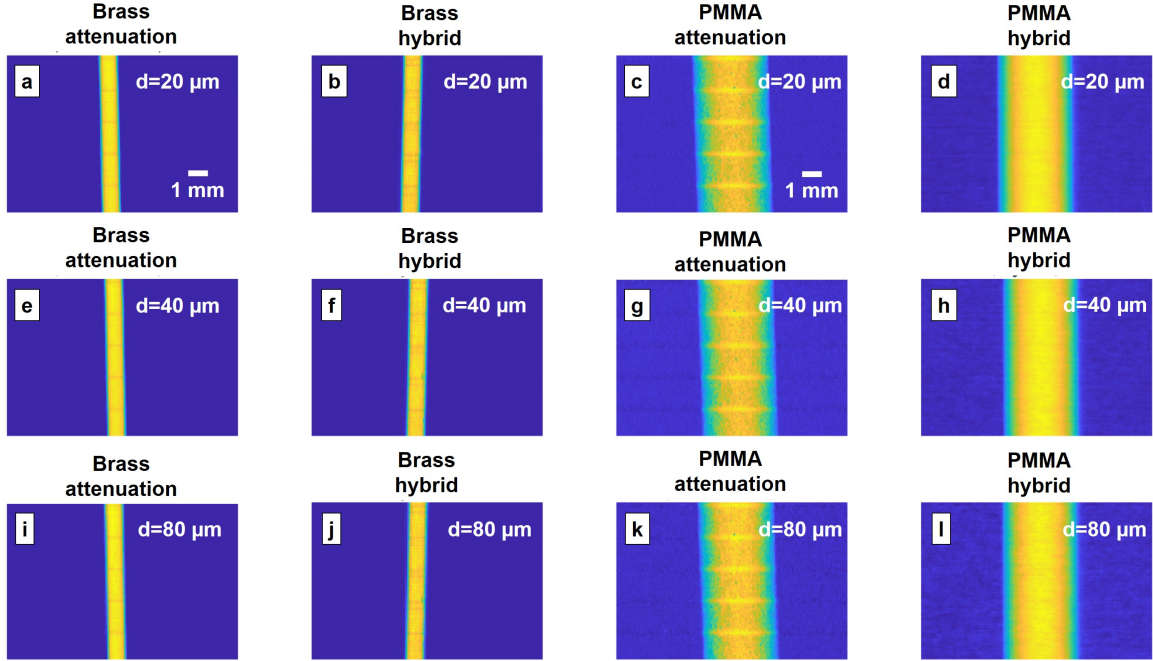 Brass
attenuation
Brass
hybrid
PMMA
attenuation
PMMA
hybrid
a
d=20 µm
1 mm
b
d=20 µm
c
d=20 µm
1 mm
d
d=20 µm
Brass
attenuation
Brass
hybrid
PMMA
attenuation
PMMA
hybrid
e
d=40 µm
f
d=40 µm
g
d=40 µm
h
d=40 µm
Brass
attenuation
Brass
hybrid
PMMA
attenuation
PMMA
hybrid
i
d=80 µm
j
d=80 µm
k
d=80 µm
l
d=80 µm